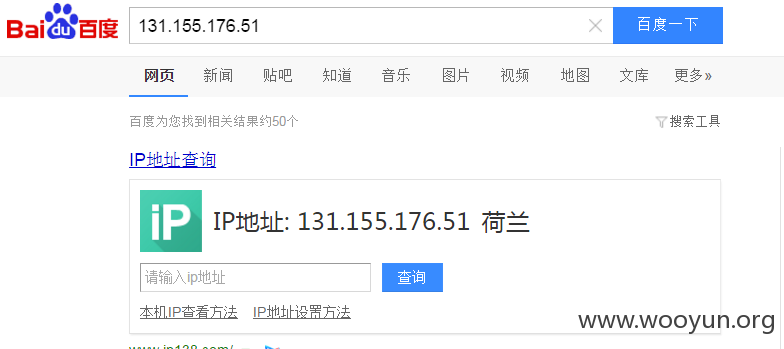 Bai du 百度 131.155.176.51 百度一下
网页 新闻 贴吧 知道 音乐 图片 视频 地图 文库 更多»
百度为您找到相关结果约50个 搜索工具
IP地址查询
iP IP地址: 131.155.176.51 荷兰
请输入ip地址 查询
本机IP查看方法 IP地址设置方法
www.wooyun.org
www.ip138.com/